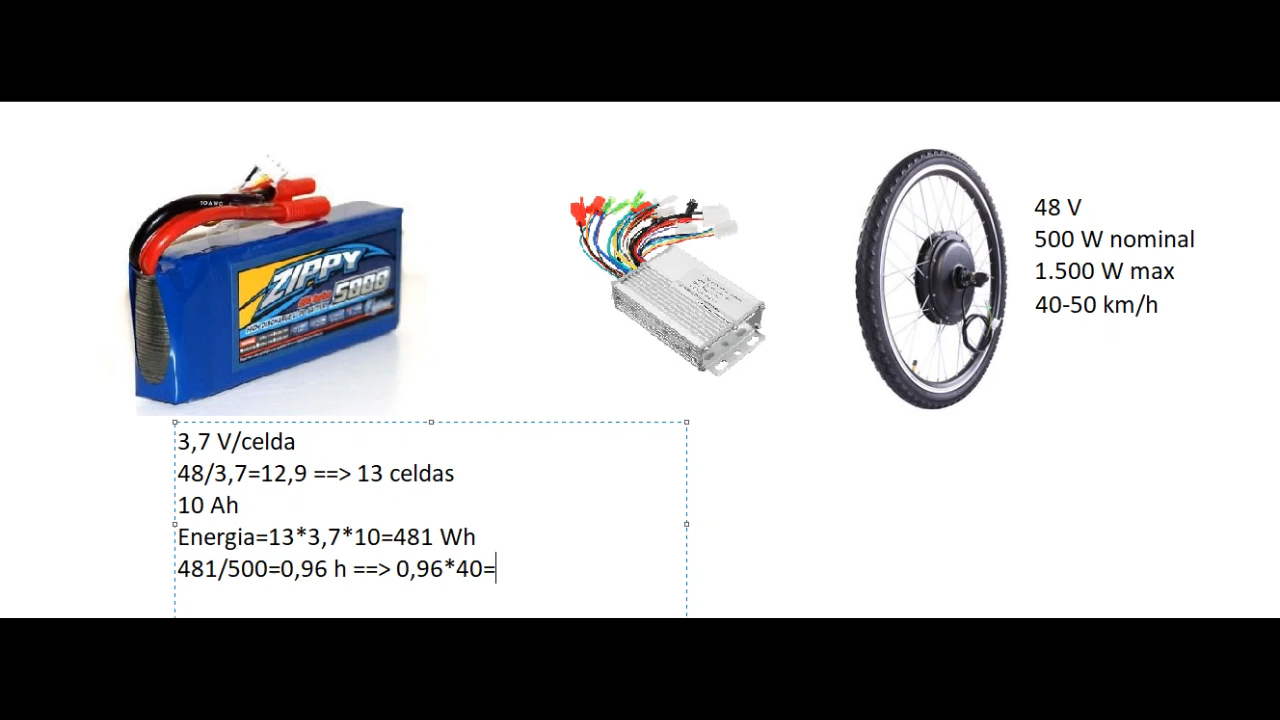 10AWG
ZIPPY
5000
48 V
500 W nominal
1.500 W max
40-50 km/h
3,7 V/celda
48/3,7=12,9 ==> 13 celdas
10 Ah
Energia=13*3,7*10=481 Wh
481/500=0,96 h ==> 0,96*40=